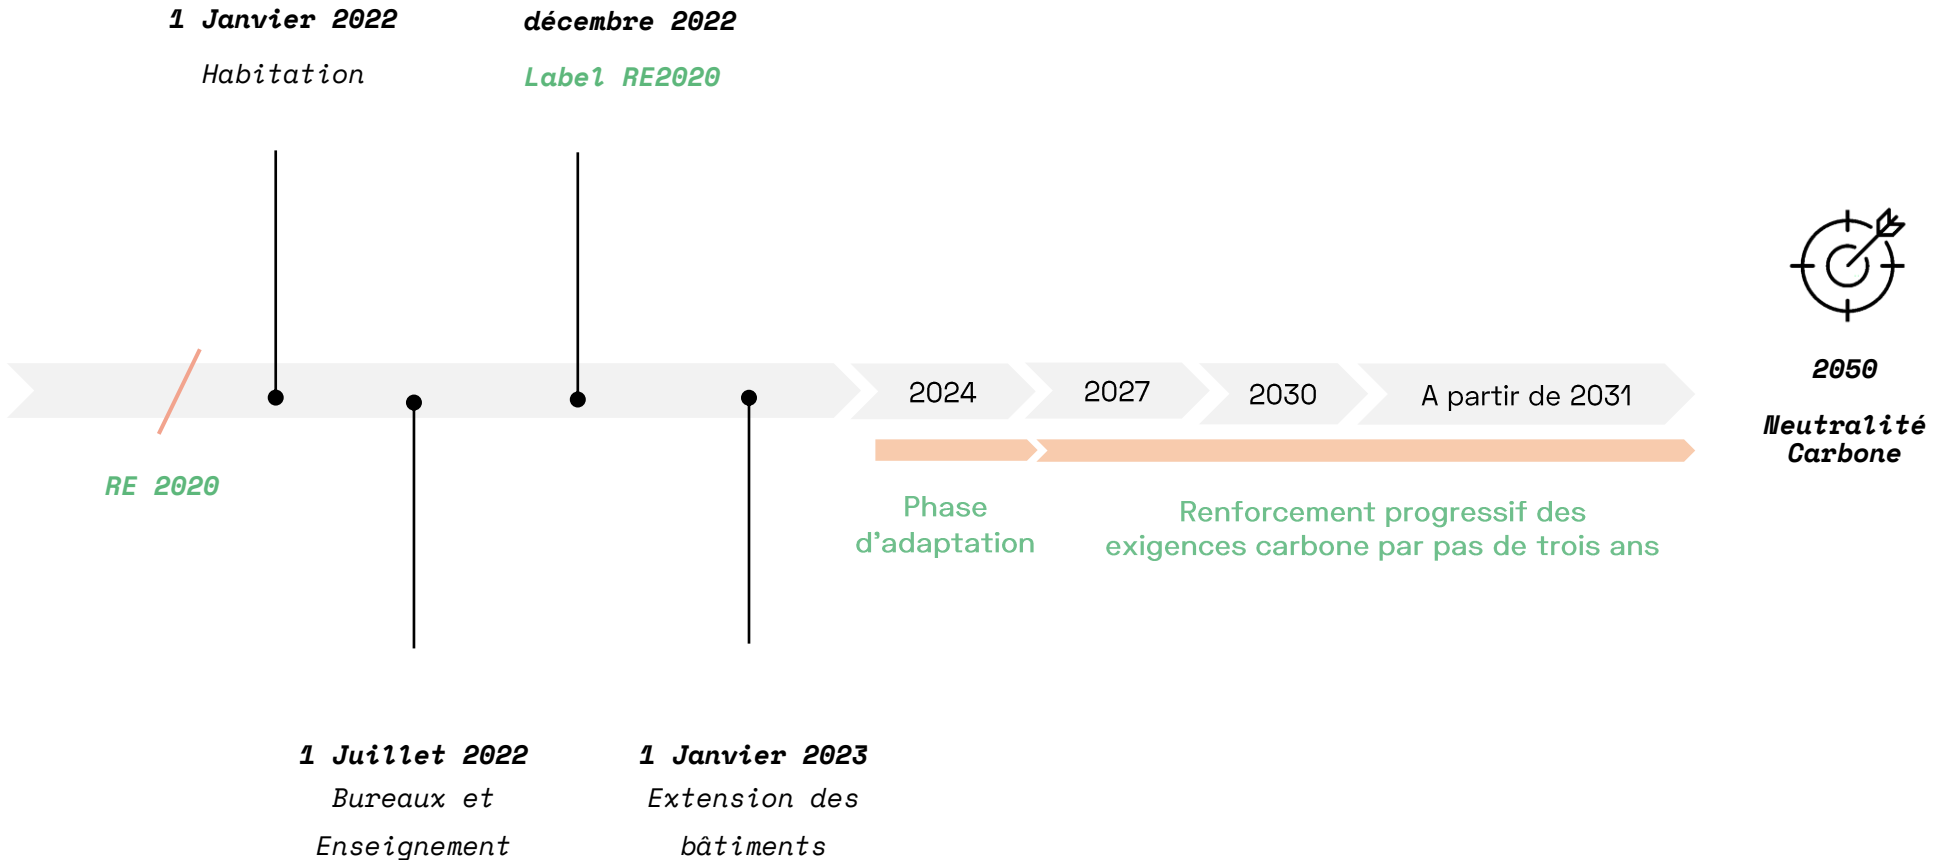 1 Janvier 2022
Habitation
décembre 2022
Label RE2020
RE 2020
2024
2027
2030
A partir de 2031
Phase
d'adaptation
Renforcement progressif des
exigences carbone par pas de trois ans
2050
Neutralité
Carbone
1 Juillet 2022
Bureaux et
Enseignement
1 Janvier 2023
Extension des
bâtiments